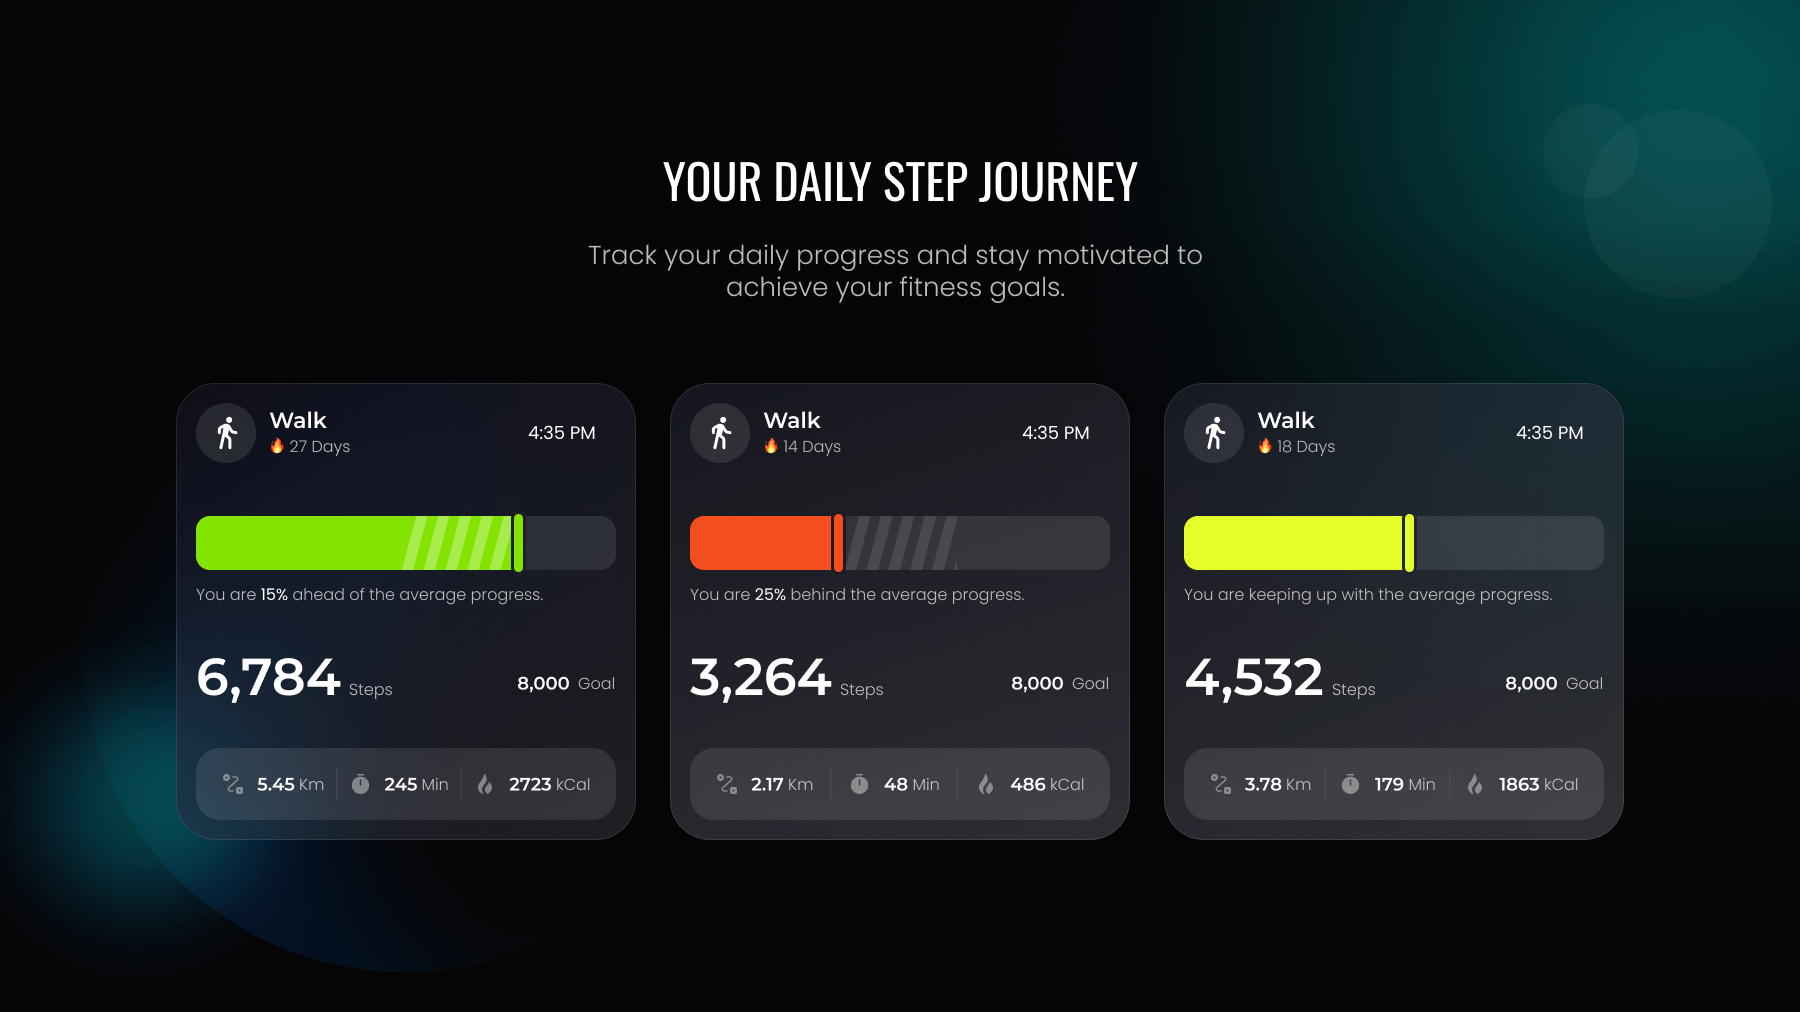 YOUR DAILY STEP JOURNEY
Track your daily progress and stay motivated to
achieve your fitness goals.
Walk
27 Days
4:35 PM
You are 15% ahead of the average progress.
6,784 Steps
8,000 Goal
5.45 Km
245 Min
2723 kCal
Walk
14 Days
4:35 PM
You are 25% behind the average progress.
3,264 Steps
8,000 Goal
2.17 Km
48 Min
486 kCal
Walk
18 Days
4:35 PM
You are keeping up with the average progress.
4,532 Steps
8,000 Goal
3.78 Km
179 Min
1863 kCal